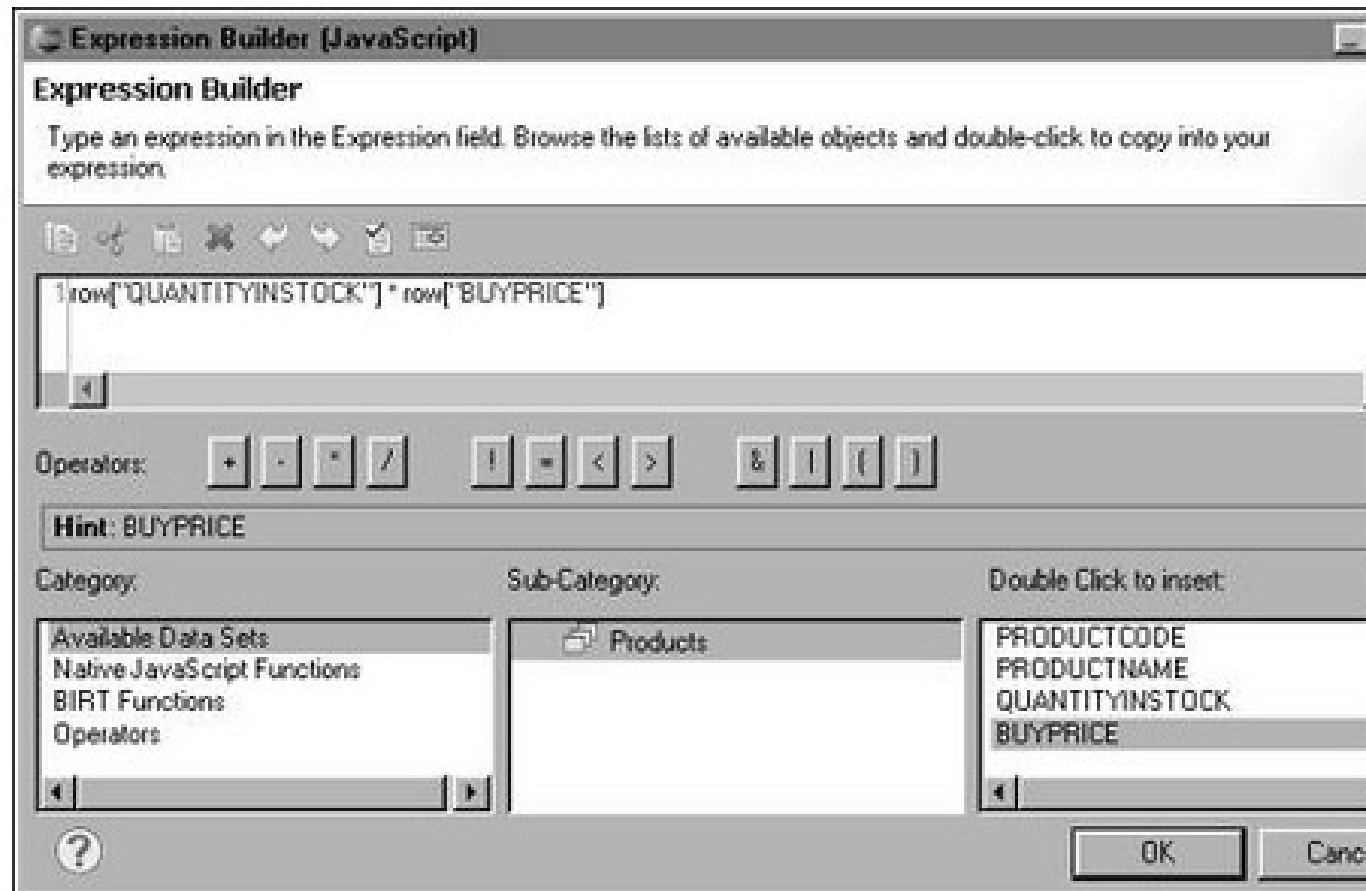 Expression Builder (JavaScript)
Expression Builder
Type an expression in the Expression field. Browse the lists of available objects and double-click to copy into your
expression.
1 row["QUANTITYINSTOCK"] * row["BUYPRICE"]
Operators: + - * / ! = < > & | ( )
Hint: BUYPRICE
Category: Sub-Category: Double Click to insert:
Available Data Sets Products PRODUCTCODE
Native JavaScript Functions PRODUCTNAME
BIRT Functions QUANTITYINSTOCK
Operators BUYPRICE
? OK Canc